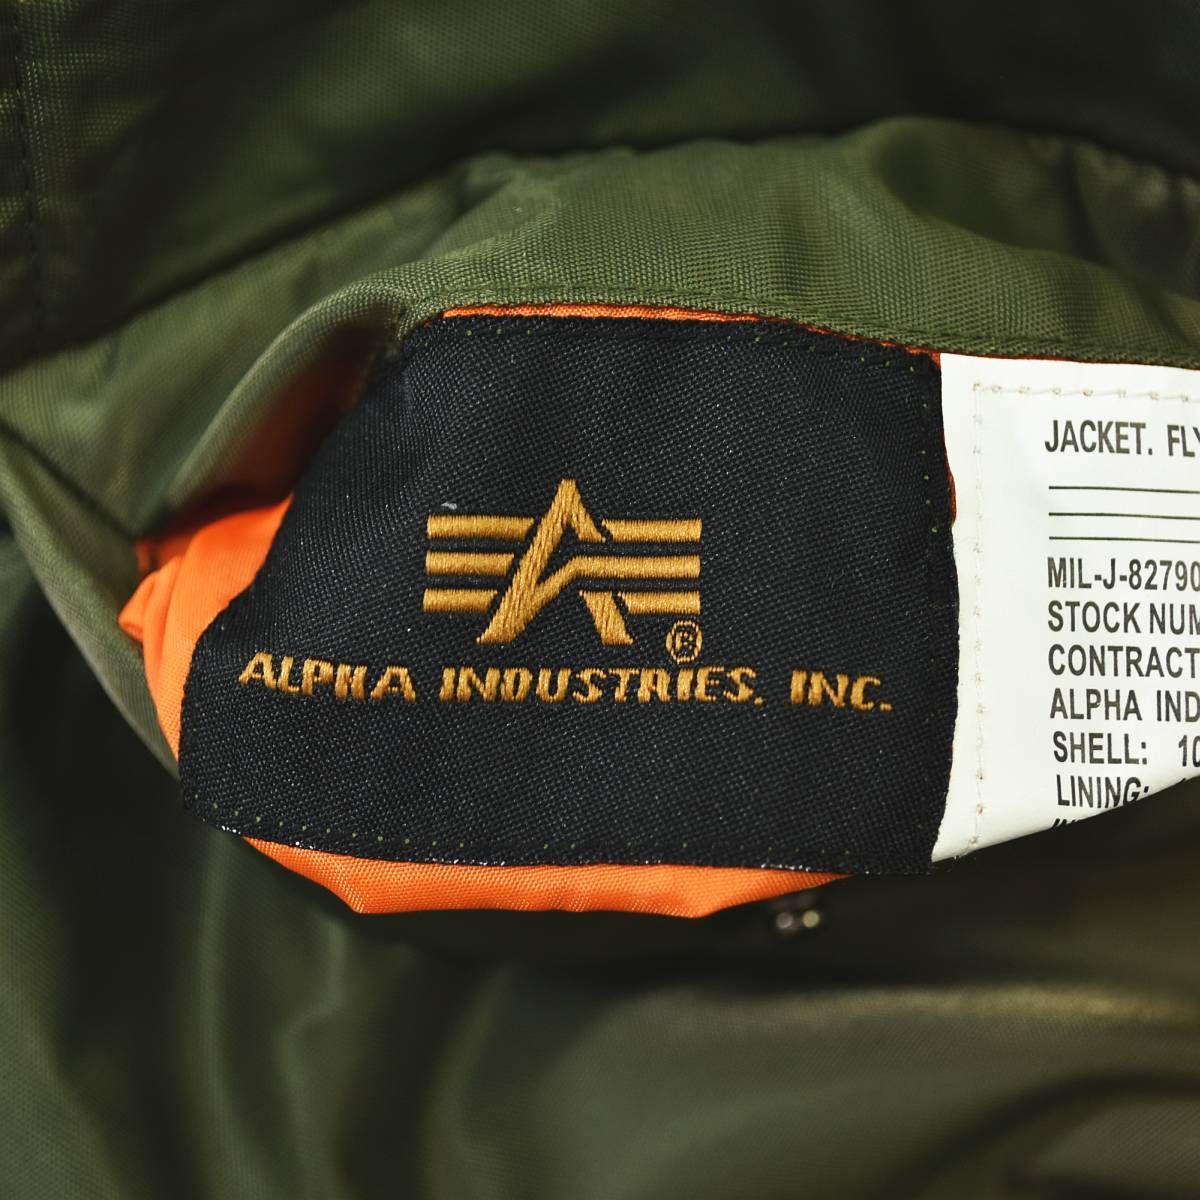 ALPHA INDUSTRIES, INC.
®
JACKET. FLY
MIL-J-82790
STOCK NUM
CONTRACT
ALPHA IND
SHELL: 10
LINING: